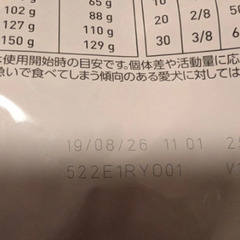 65 g
102 g 88 g 10 2/8 50
127 g 110 g 20
150 g 129 g 30 3/8
使用開始時の目安です。個体差や活動量に応
急いで食べてしまう傾向のある愛犬に対しては
19/08/26 11 01
522E1RY001